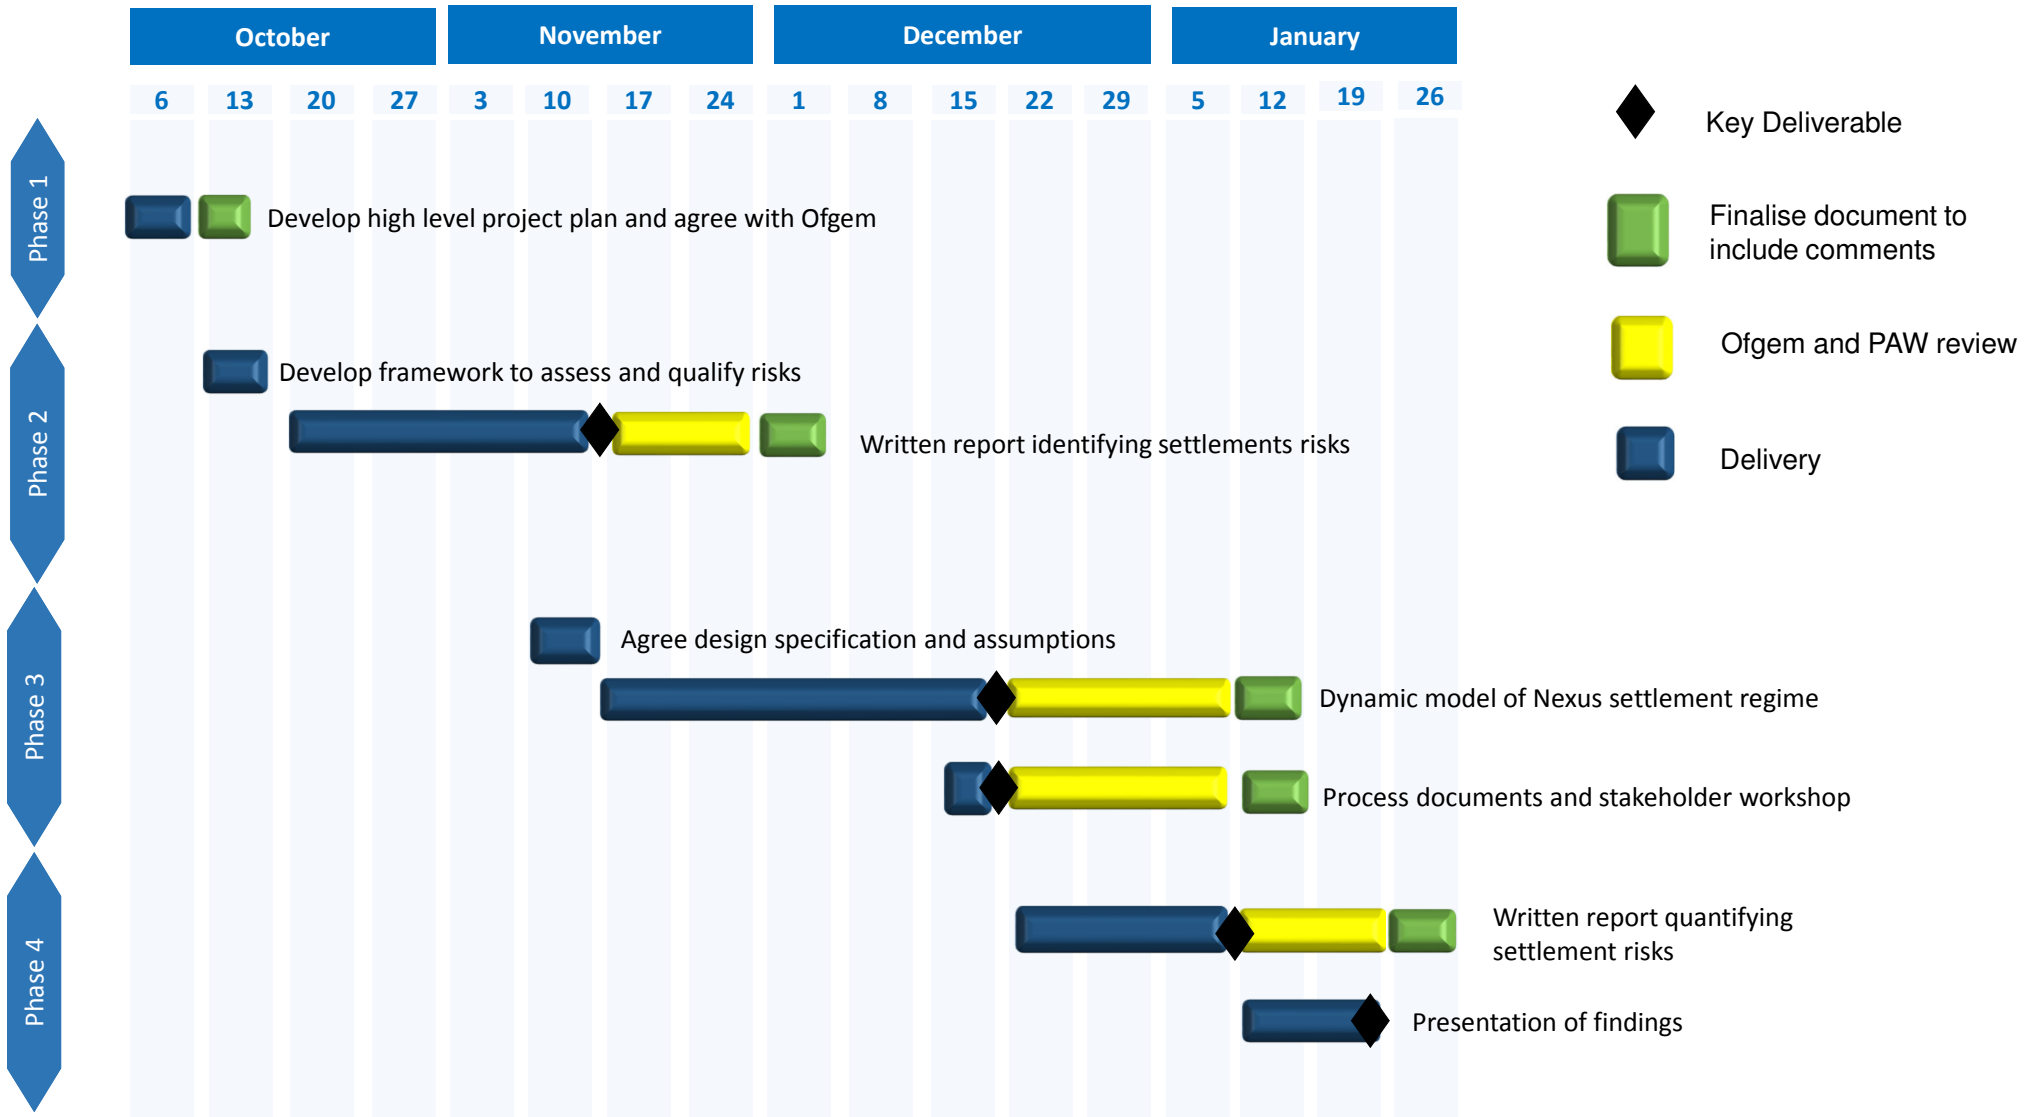 October November December January
6 13 20 27 3 10 17 24 1 8 15 22 29 5 12 19 26
Key Deliverable
Finalise document to
include comments
Ofgem and PAW review
Delivery
Phase 1
Develop high level project plan and agree with Ofgem
Phase 2
Develop framework to assess and qualify risks
Written report identifying settlements risks
Phase 3
Agree design specification and assumptions
Dynamic model of Nexus settlement regime
Process documents and stakeholder workshop
Phase 4
Written report quantifying
settlement risks
Presentation of findings